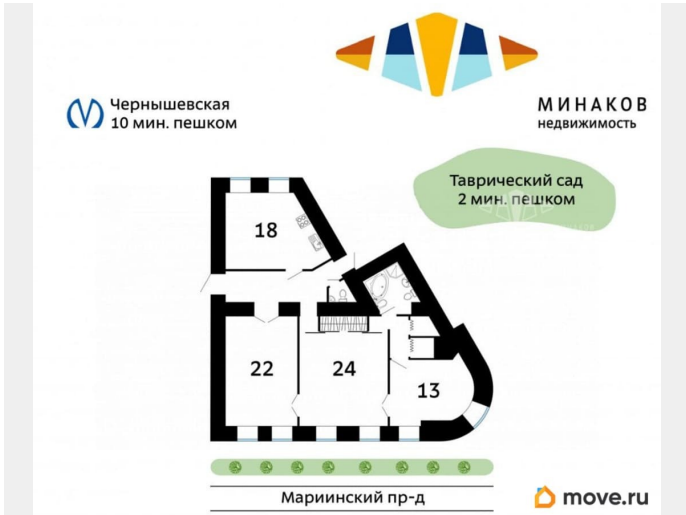 Чернышевская
10 мин. пешком
МИНАКОВ
недвижимость
Таврический сад
2 мин. пешком
18
22
24
13
Мариинский пр-д
move.ru